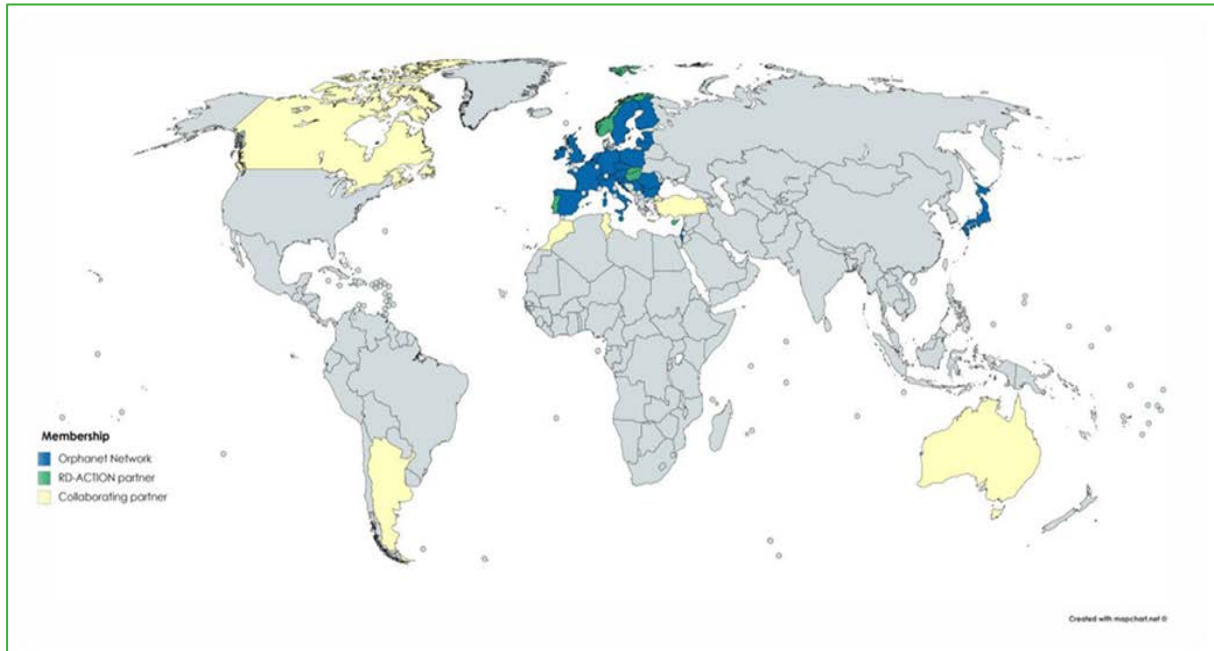 Membership
Orphanet Network
RD-ACTION partner
Collaborating partner
Created with mapchart.net ©